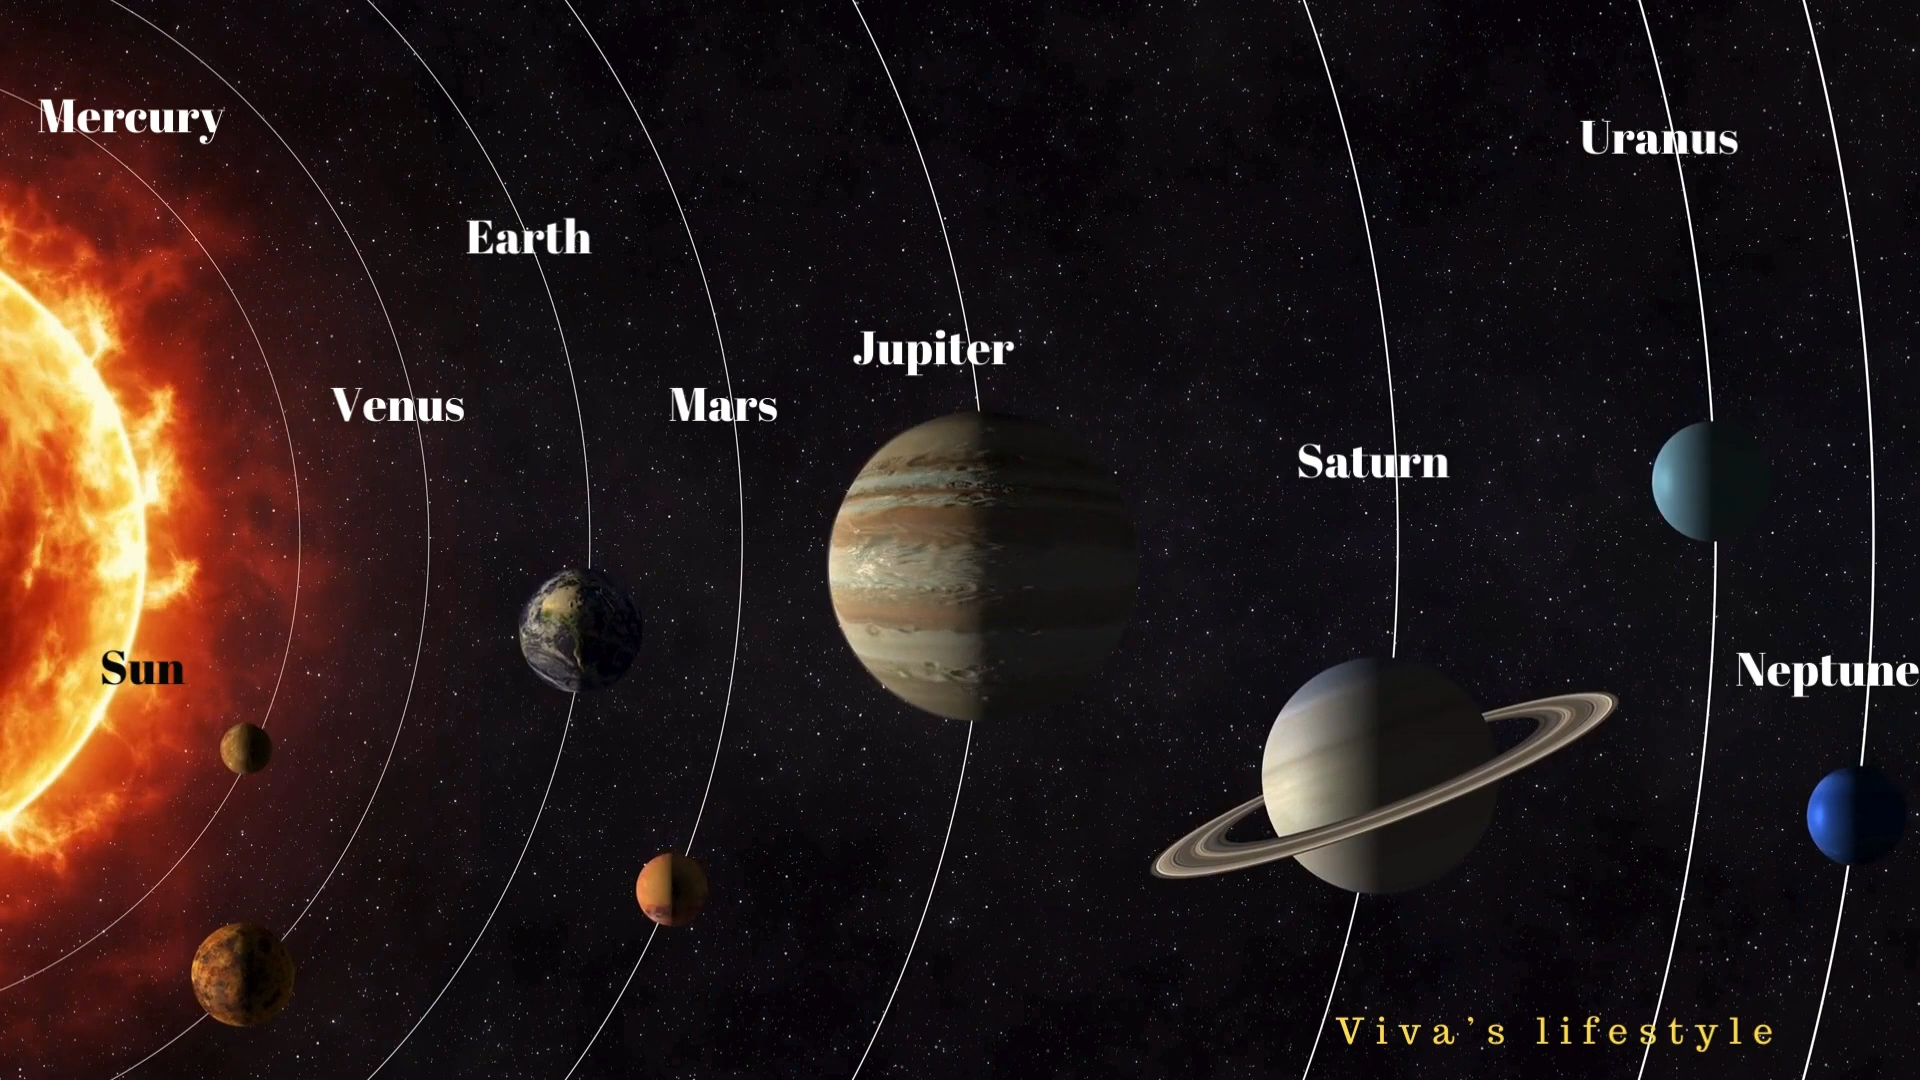 Mercury
Uranus
Earth
Jupiter
Venus
Mars
Saturn
Sun
Neptune
Viva's lifestyle